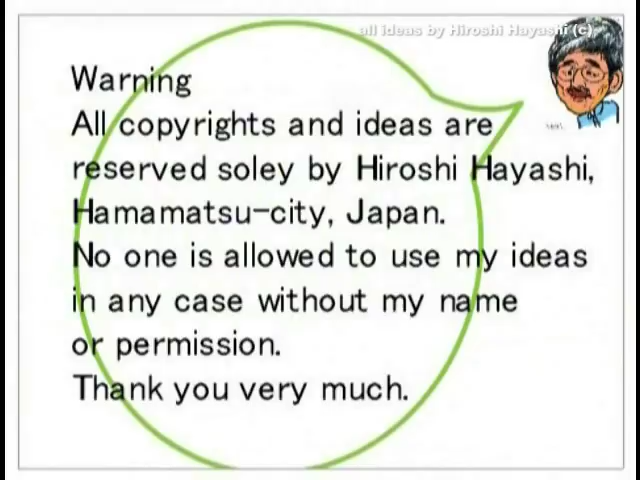 all ideas by Hiroshi Hayashi (c)
Warning
All copyrights and ideas are
reserved soley by Hiroshi Hayashi,
Hamamatsu-city, Japan.
No one is allowed to use my ideas
in any case without my name
or permission.
Thank you very much.